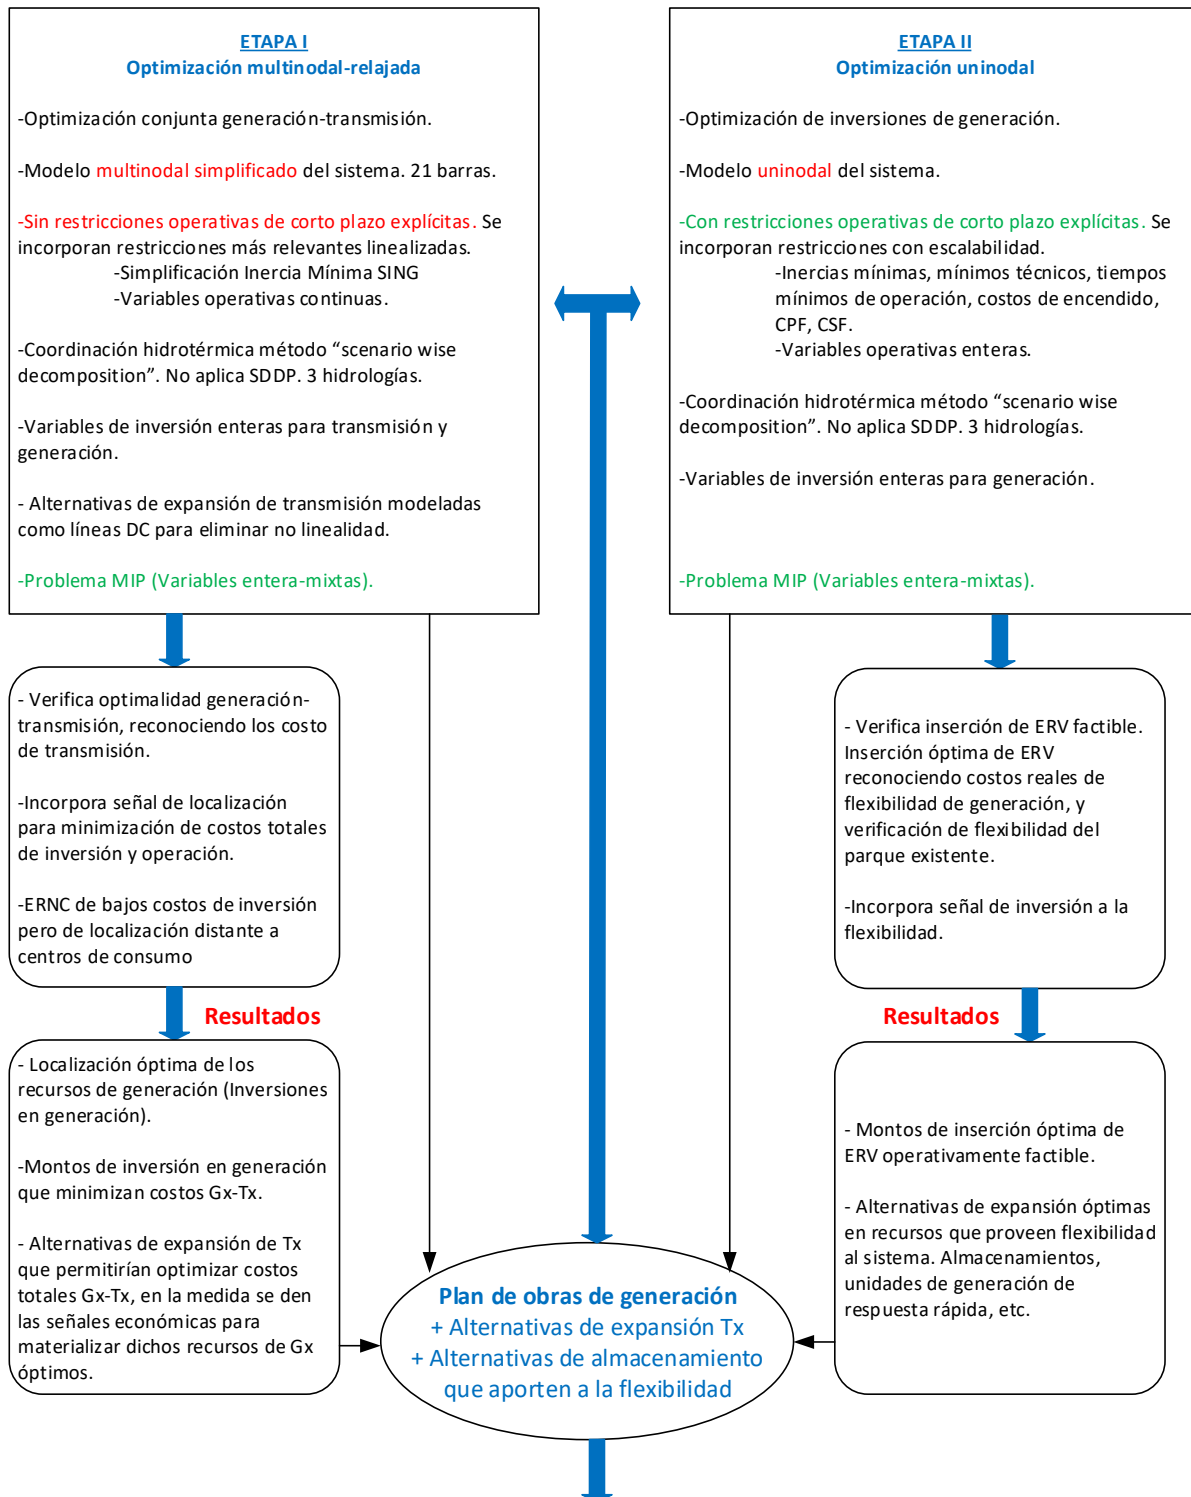 ETAPA I
Optimización multinodal-relajada
-Optimización conjunta generación-transmisión.
-Modelo multinodal simplificado del sistema. 21 barras.
-Sin restricciones operativas de corto plazo explícitas. Se
incorporan restricciones más relevantes linealizadas.
-Simplificación Inercia Mínima SING
-Variables operativas continuas.
-Coordinación hidrotérmica método “scenario wise
decomposition”. No aplica SDDP. 3 hidrologías.
-Variables de inversión enteras para transmisión y
generación.
- Alternativas de expansión de transmisión modeladas
como líneas DC para eliminar no linealidad.
-Problema MIP (Variables entera-mixtas).
ETAPA II
Optimización uninodal
-Optimización de inversiones de generación.
-Modelo uninodal del sistema.
-Con restricciones operativas de corto plazo explícitas. Se
incorporan restricciones con escalabilidad.
-Inercias mínimas, mínimos técnicos, tiempos
mínimos de operación, costos de encendido,
CPF, CSF.
-Variables operativas enteras.
-Coordinación hidrotérmica método “scenario wise
decomposition”. No aplica SDDP. 3 hidrologías.
-Variables de inversión enteras para generación.
-Problema MIP (Variables entera-mixtas).
- Verifica optimalidad generación-
transmisión, reconociendo los costo
de transmisión.
-Incorpora señal de localización
para minimización de costos totales
de inversión y operación.
-ERNC de bajos costos de inversión
pero de localización distante a
centros de consumo
- Verifica inserción de ERV factible.
Inserción óptima de ERV
reconociendo costos reales de
flexibilidad de generación, y
verificación de flexibilidad del
parque existente.
-Incorpora señal de inversión a la
flexibilidad.
Resultados
Resultados
- Localización óptima de los
recursos de generación (Inversiones
en generación).
-Montos de inversión en generación
que minimizan costos Gx-Tx.
- Alternativas de expansión de Tx
que permitirían optimizar costos
totales Gx-Tx, en la medida se den
las señales económicas para
materializar dichos recursos de Gx
óptimos.
- Montos de inserción óptima de
ERV operativamente factible.
- Alternativas de expansión óptimas
en recursos que proveen flexibilidad
al sistema. Almacenamientos,
unidades de generación de
respuesta rápida, etc.
Plan de obras de generación
+ Alternativas de expansión Tx
+ Alternativas de almacenamiento
que aporten a la flexibilidad